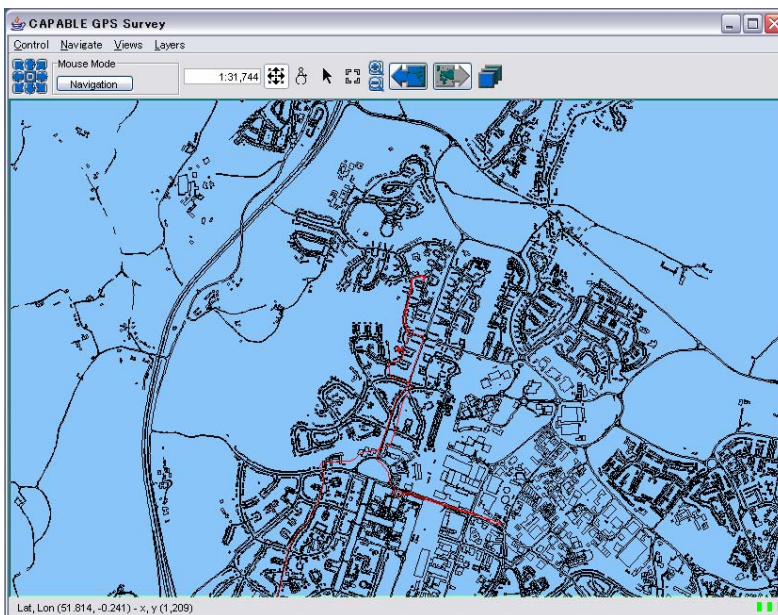 CAPABLE GPS Survey
Control Navigate Views Layers
Mouse Mode
Navigation
1:31,744
Lat, Lon (51.814, -0.241) - x, y (1,209)